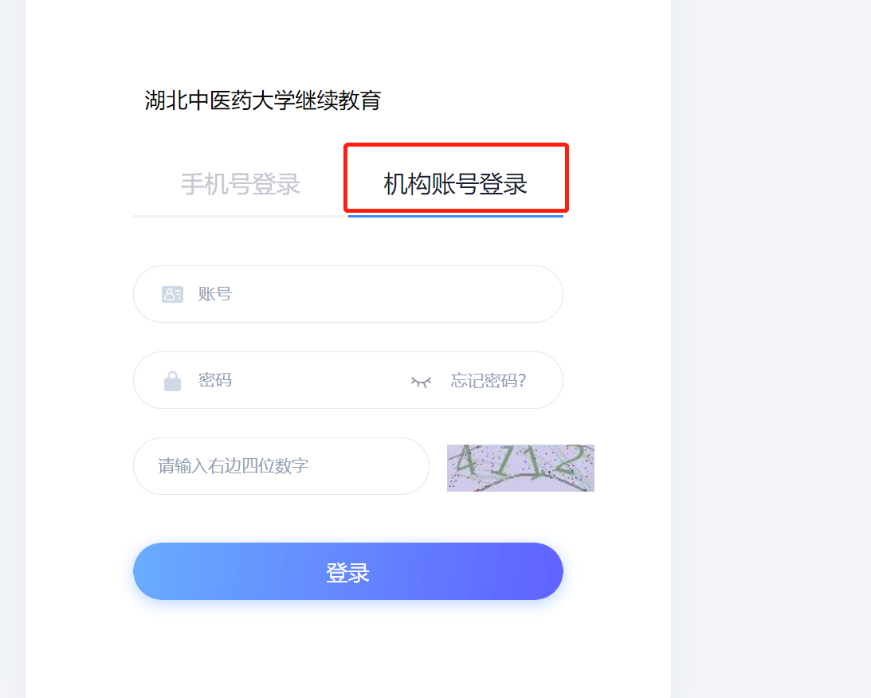 湖北中医药大学继续教育
手机号登录 机构账号登录
账号
密码 忘记密码?
请输入右边四位数字 4112
登录